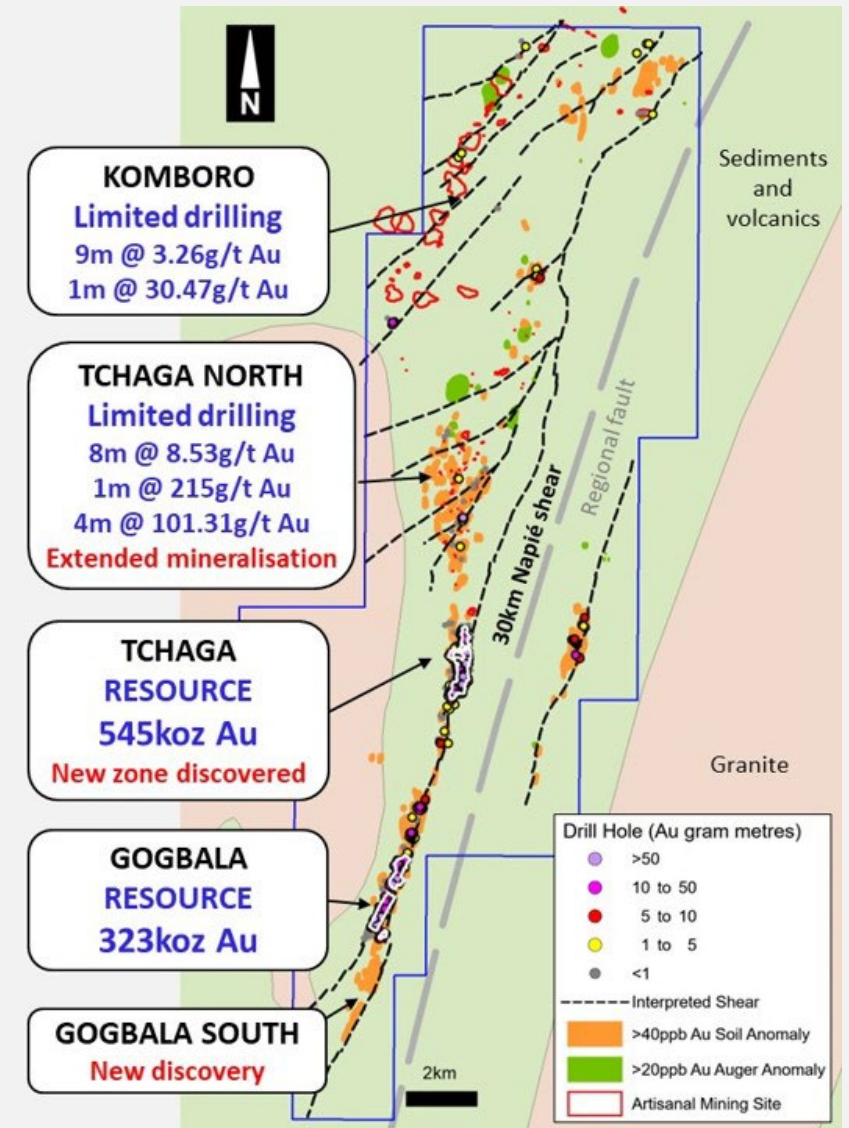 N
KOMBORO
Limited drilling
9m @ 3.26g/t Au
1m @ 30.47g/t Au
TCHAGA NORTH
Limited drilling
8m @ 8.53g/t Au
1m @ 215g/t Au
4m @ 101.31g/t Au
Extended mineralisation
TCHAGA
RESOURCE
545koz Au
New zone discovered
GOGBALA
RESOURCE
323koz Au
GOGBALA SOUTH
New discovery
Sediments
and
volcanics
Regional fault
30km Napié shear
Granite
2km
Drill Hole (Au gram metres)
>50
10 to 50
5 to 10
1 to 5
<1
Interpreted Shear
>40ppb Au Soil Anomaly
>20ppb Au Auger Anomaly
Artisanal Mining Site